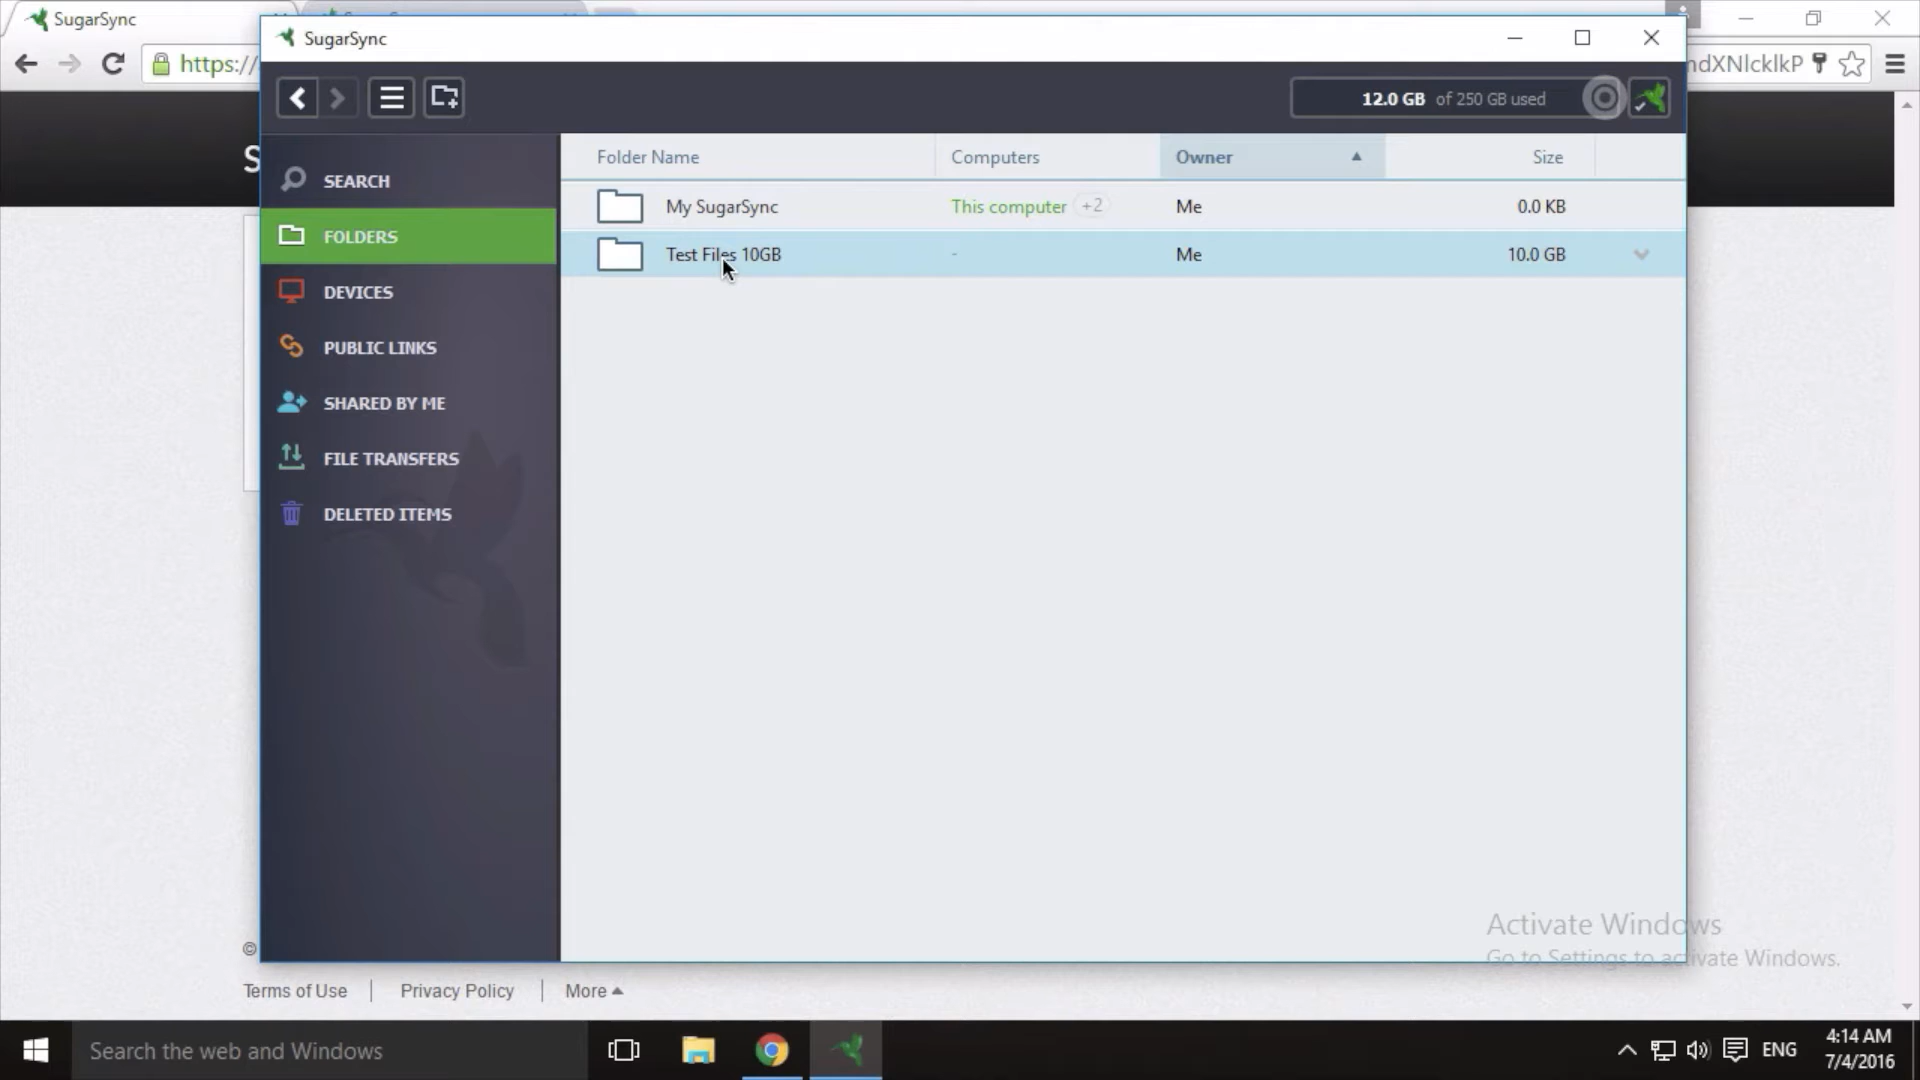 SugarSync
https://
ndXNlcklkP
SugarSync
12.0 GB of 250 GB used
S
Folder Name Computers Owner Size
SEARCH
My SugarSync This computer +2 Me 0.0 KB
FOLDERS
Test Files 10GB - Me 10.0 GB
DEVICES
PUBLIC LINKS
SHARED BY ME
FILE TRANSFERS
DELETED ITEMS
Activate Windows
Go to Settings to activate Windows.
©
Terms of Use | Privacy Policy | More
Search the web and Windows
ENG
4:14 AM
7/4/2016